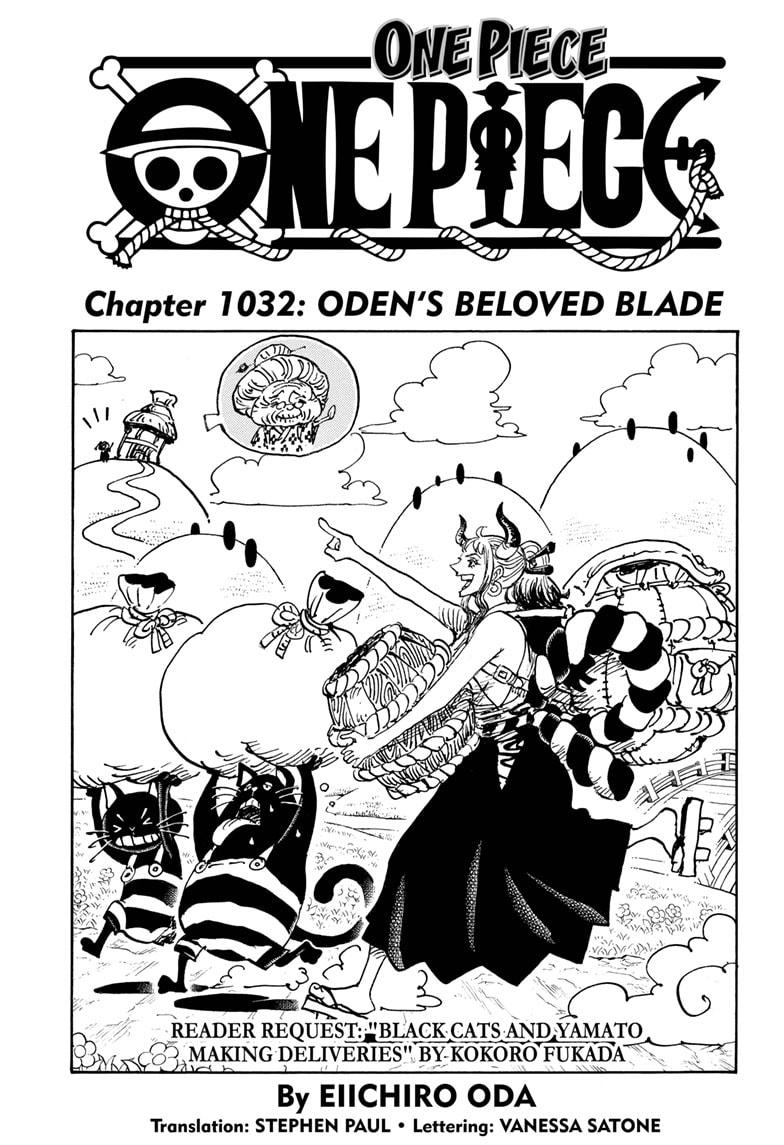 ONE PIECE
ONE PIECE
Chapter 1032: ODEN'S BELOVED BLADE
READER REQUEST: "BLACK CATS AND YAMATO
MAKING DELIVERIES" BY KOKORO FUKADA
By EIICHIRO ODA
Translation: STEPHEN PAUL • Lettering: VANESSA SATONE